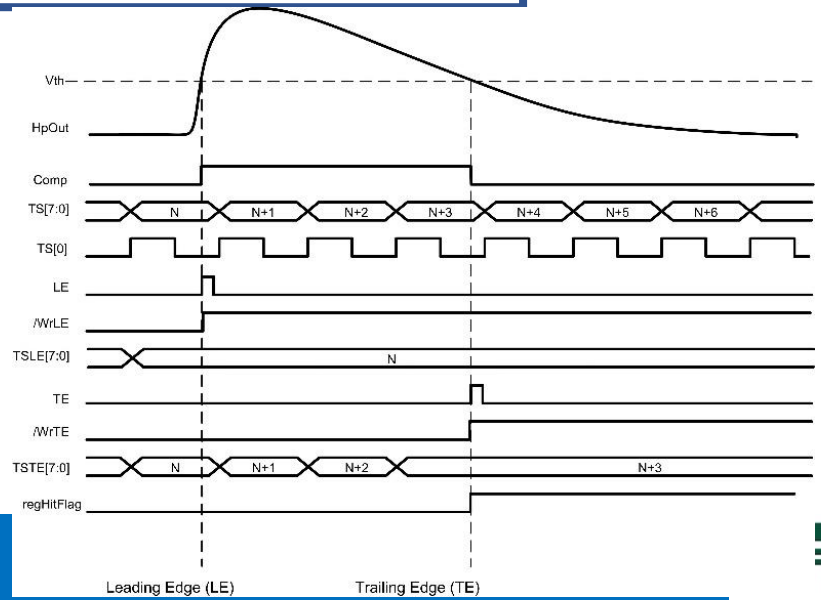 Vth
HpOut
Comp
TS[7:0] N N+1 N+2 N+3 N+4 N+5 N+6
TS[0]
LE
/WrLE
TSLE[7:0] N
TE
/WrTE
TSTE[7:0] N N+1 N+2 N+3
regHitFlag
Leading Edge (LE) Trailing Edge (TE)